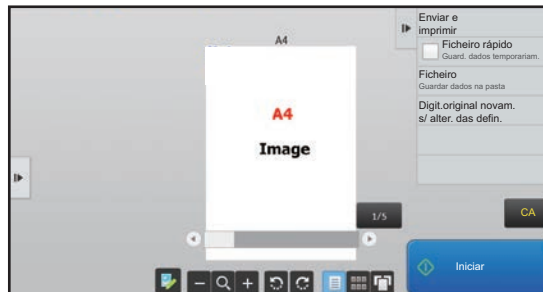 A4
A4
Image
1/5
Enviar e
imprimir
Ficheiro rápido
Guard. dados temporariam.
Ficheiro
Guardar dados na pasta
Digit.original novam.
s/ alter. das defin.
CA
Iniciar